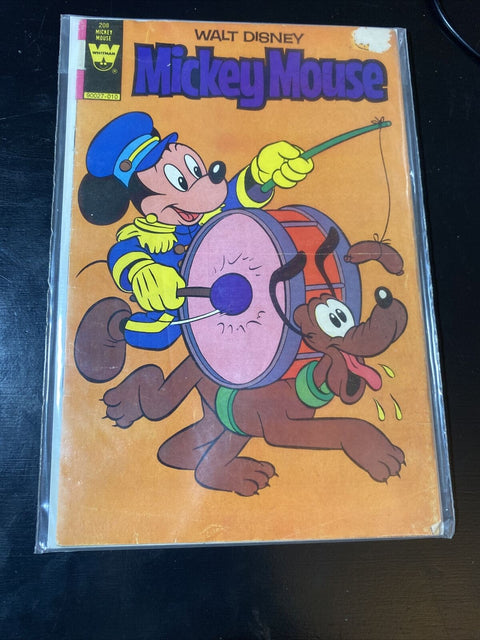 208
MICKEY
MOUSE
WHITMAN
®
90027-010
WALT DISNEY
Mickey Mouse